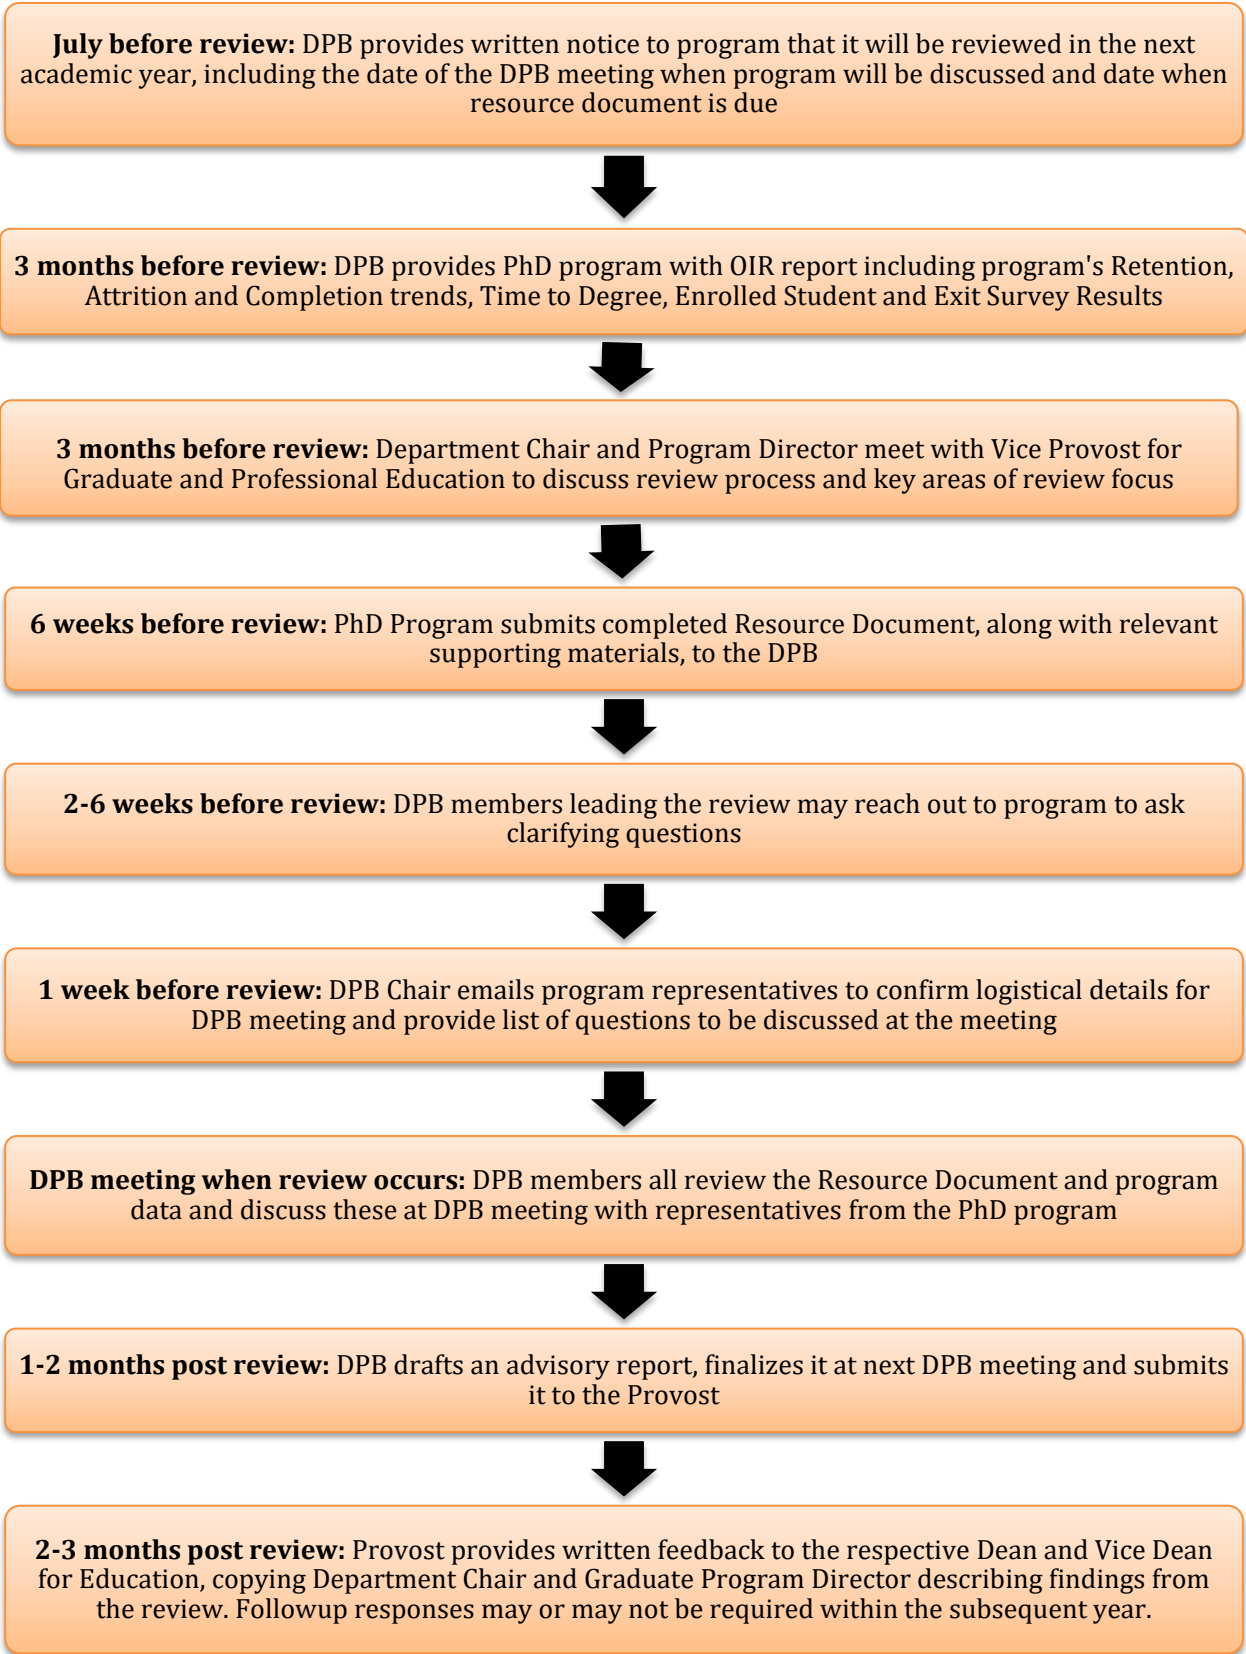 July before review: DPB provides written notice to program that it will be reviewed in the next
academic year, including the date of the DPB meeting when program will be discussed and date when
resource document is due
3 months before review: DPB provides PhD program with OIR report including program's Retention,
Attrition and Completion trends, Time to Degree, Enrolled Student and Exit Survey Results
3 months before review: Department Chair and Program Director meet with Vice Provost for
Graduate and Professional Education to discuss review process and key areas of review focus
6 weeks before review: PhD Program submits completed Resource Document, along with relevant
supporting materials, to the DPB
2-6 weeks before review: DPB members leading the review may reach out to program to ask
clarifying questions
1 week before review: DPB Chair emails program representatives to confirm logistical details for
DPB meeting and provide list of questions to be discussed at the meeting
DPB meeting when review occurs: DPB members all review the Resource Document and program
data and discuss these at DPB meeting with representatives from the PhD program
1-2 months post review: DPB drafts an advisory report, finalizes it at next DPB meeting and submits
it to the Provost
2-3 months post review: Provost provides written feedback to the respective Dean and Vice Dean
for Education, copying Department Chair and Graduate Program Director describing findings from
the review. Followup responses may or may not be required within the subsequent year.